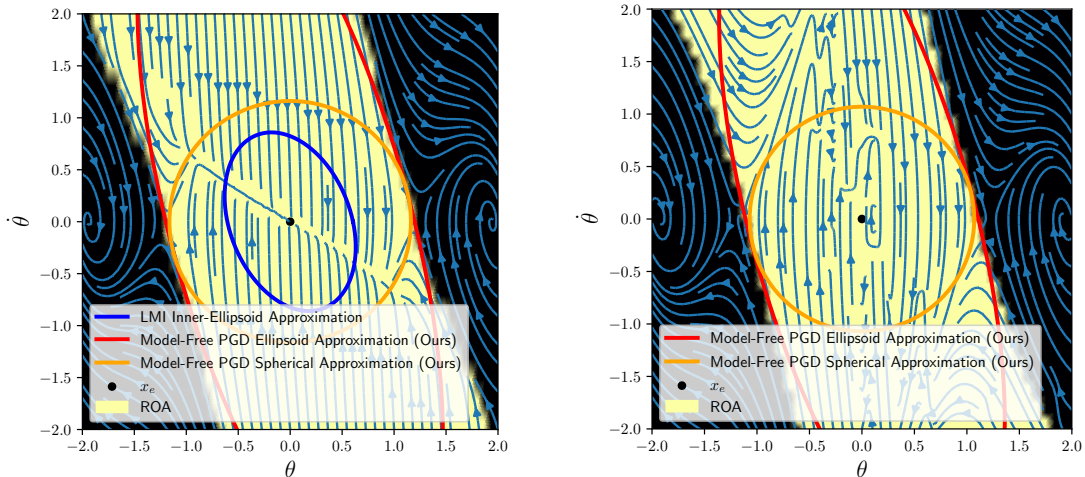 2.0
1.5
1.0
0.5
0.0
−0.5
−1.0
−1.5
−2.0
θ̇
LMI Inner-Ellipsoid Approximation
Model-Free PGD Ellipsoid Approximation (Ours)
Model-Free PGD Spherical Approximation (Ours)
x_e
ROA
−2.0 −1.5 −1.0 −0.5 0.0 0.5 1.0 1.5 2.0
θ
2.0
1.5
1.0
0.5
0.0
−0.5
−1.0
−1.5
−2.0
θ̇
Model-Free PGD Ellipsoid Approximation (Ours)
Model-Free PGD Spherical Approximation (Ours)
x_e
ROA
−2.0 −1.5 −1.0 −0.5 0.0 0.5 1.0 1.5 2.0
θ